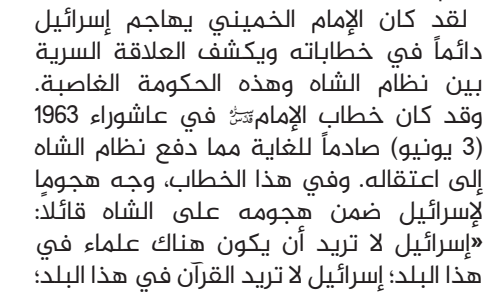 لقد كان الإمام الخميني يهاجم إسرائيل
دائماً في خطاباته ويكشف العلاقة السرية
بين نظام الشاه وهذه الحكومة الغاصبة.
وقد كان خطاب الإمام قدّس سرّه في عاشوراء 1963
(3 يونيو) صادماً للغاية مما دفع نظام الشاه
إلى اعتقاله. وفي هذا الخطاب، وجه هجوماً
لإسرائيل ضمن هجومه على الشاه قائلا:
«إسرائيل لا تريد أن يكون هناك علماء في
هذا البلد؛ إسرائيل لا تريد القرآن في هذا البلد؛